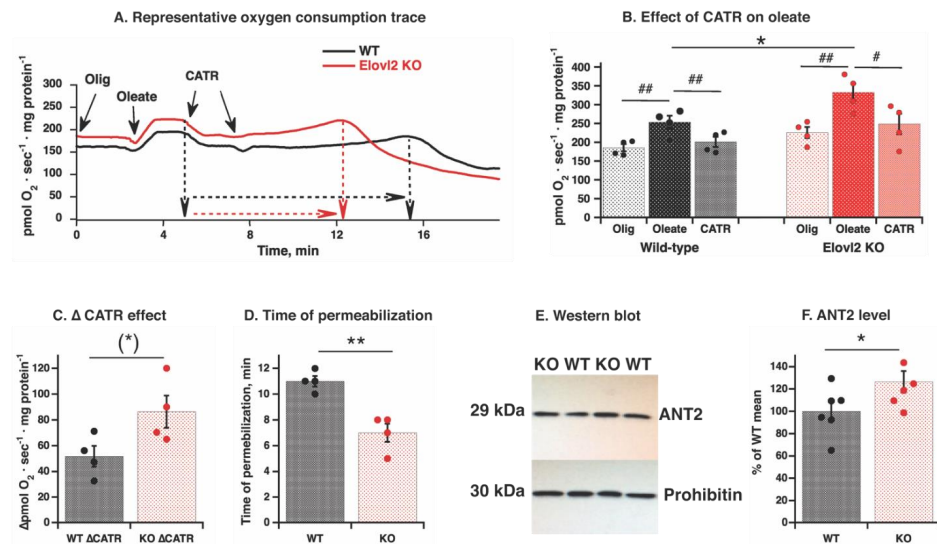 A. Representative oxygen consumption trace
WT
Elovl2 KO
Olig
Oleate
CATR
pmol O2 · sec-1 · mg protein-1
300
250
200
150
100
50
0
0 4 8 12 16
Time, min
B. Effect of CATR on oleate
*
## ## ## #
pmol O2 · sec-1 · mg protein-1
400
350
300
250
200
150
100
50
0
Olig Oleate CATR Olig Oleate CATR
Wild-type Elovl2 KO
C. Δ CATR effect
(*)
Δpmol O2 · sec-1 · mg protein-1
120
100
80
60
40
20
0
WT ΔCATR KO ΔCATR
D. Time of permeabilization
**
Time of permebilization, min
12
10
8
6
4
2
0
WT KO
E. Western blot
KO WT KO WT
29 kDa ANT2
30 kDa Prohibitin
F. ANT2 level
*
% of WT mean
140
120
100
80
60
40
20
0
WT KO